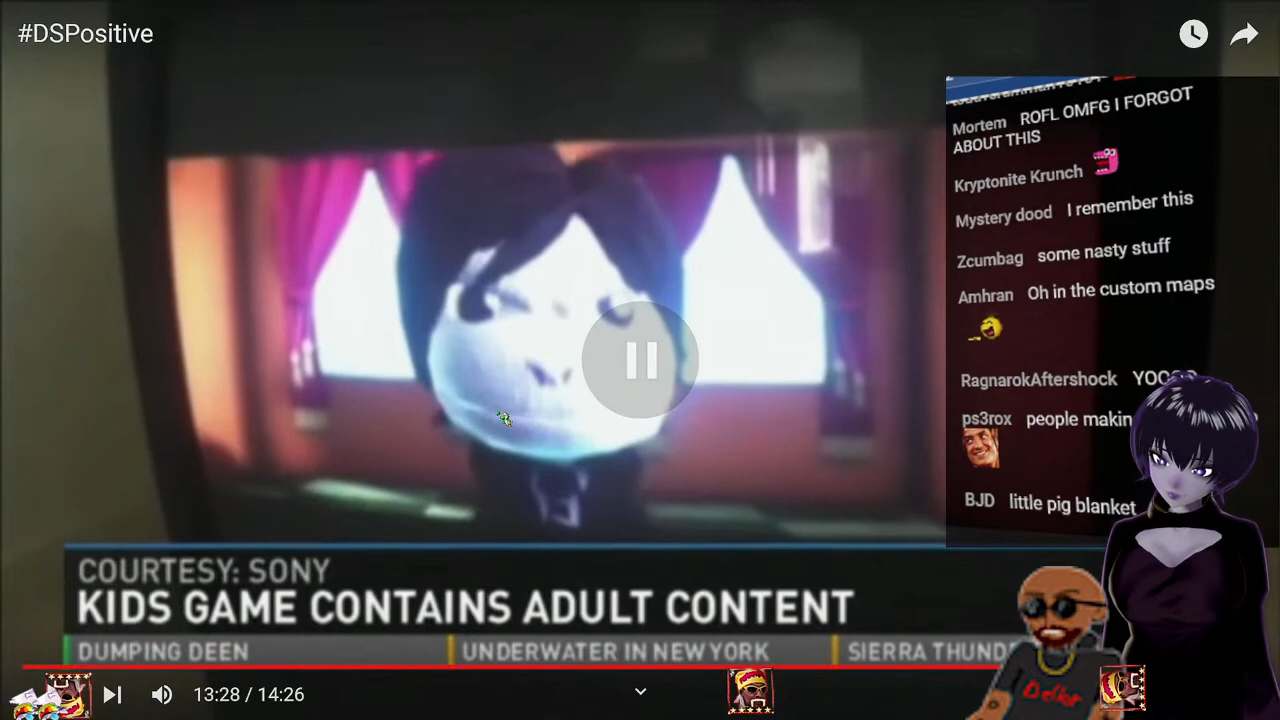 #DSPositive
Mortem ROFL OMFG I FORGOT
ABOUT THIS
Kryptonite Krunch
Mystery dood I remember this
Zcumbag some nasty stuff
Amhran Oh in the custom maps
RagnarokAftershock
ps3rox people makin
BJD little pig blanket
COURTESY: SONY
KIDS GAME CONTAINS ADULT CONTENT
DUMPING DEEN UNDERWATER IN NEW YORK SIERRA THUND
13:28 / 14:26